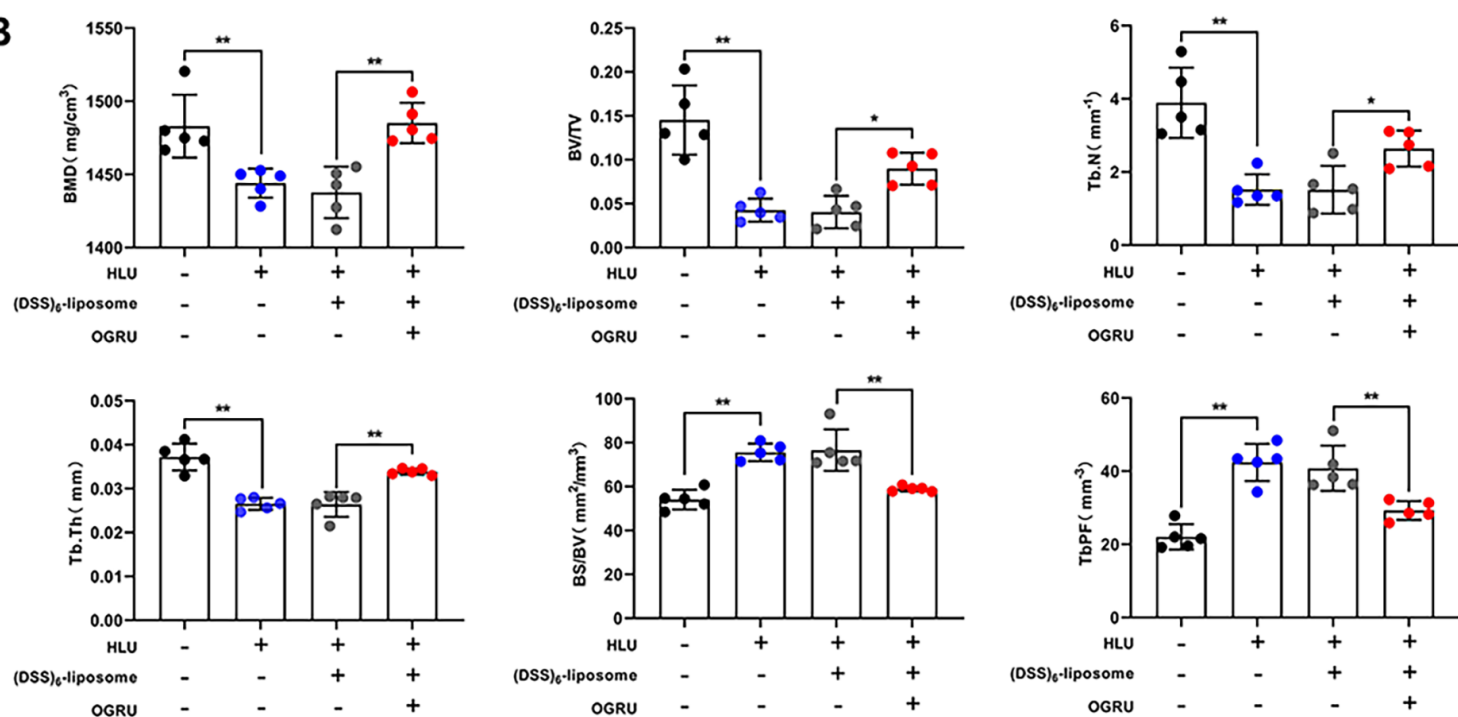 B
1550
1500
1450
1400
BMD ( mg/cm³)
**
**
HLU - + + +
(DSS)₆-liposome - - + +
OGRU - - - +
0.25
0.20
0.15
0.10
0.05
0.00
BV/TV
**
*
HLU - + + +
(DSS)₆-liposome - - + +
OGRU - - - +
6
4
2
0
Tb.N ( mm⁻¹)
**
*
HLU - + + +
(DSS)₆-liposome - - + +
OGRU - - - +
0.05
0.04
0.03
0.02
0.01
0.00
Tb.Th ( mm)
**
**
HLU - + + +
(DSS)₆-liposome - - + +
OGRU - - - +
100
80
60
40
20
0
BS/BV ( mm²/mm³)
**
**
HLU - + + +
(DSS)₆-liposome - - + +
OGRU - - - +
60
40
20
0
TbPF ( mm⁻³)
**
**
HLU - + + +
(DSS)₆-liposome - - + +
OGRU - - - +